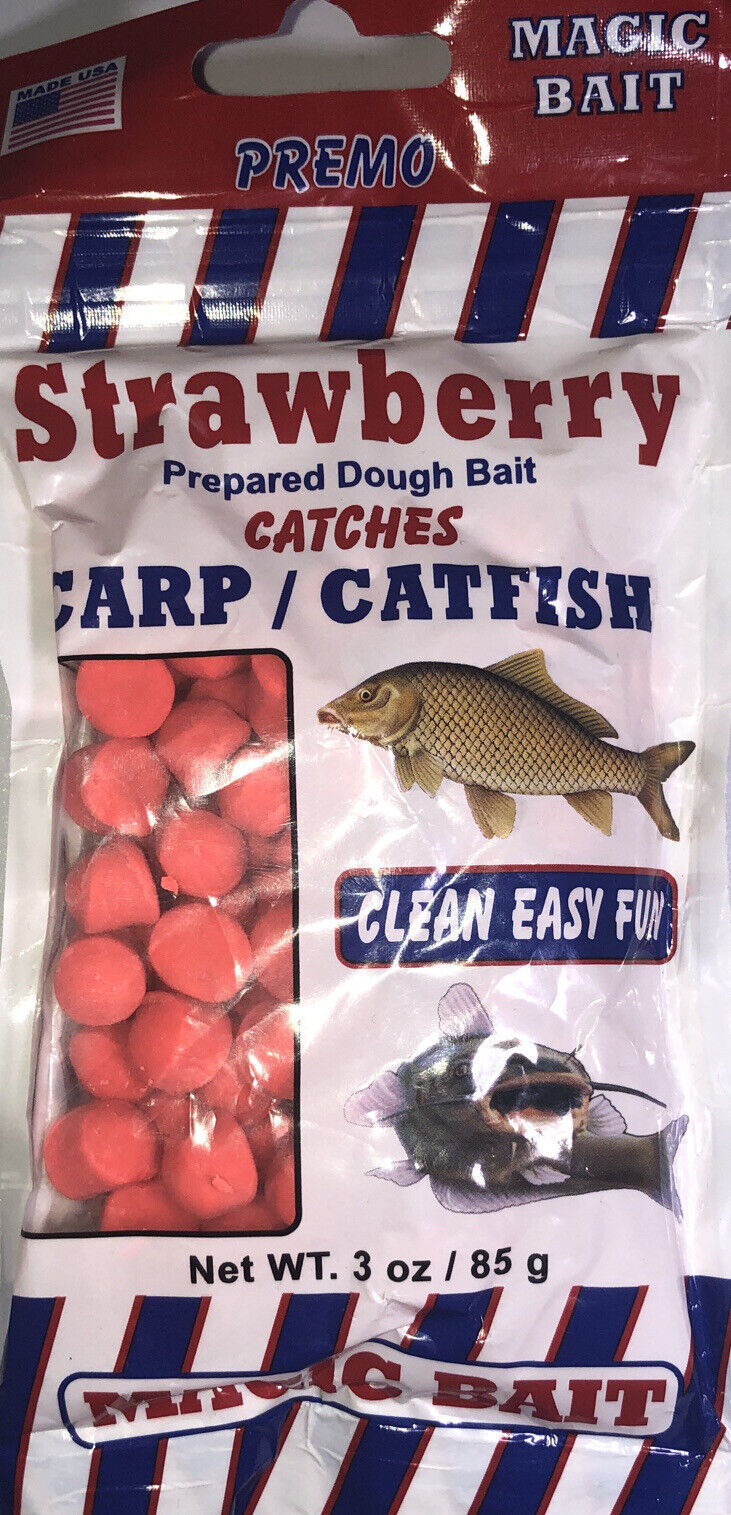 MADE USA
MAGIC
BAIT
PREMO
Strawberry
Prepared Dough Bait
CATCHES
CARP / CATFISH
CLEAN EASY FUN
Net WT. 3 oz / 85 g
MAGIC BAIT